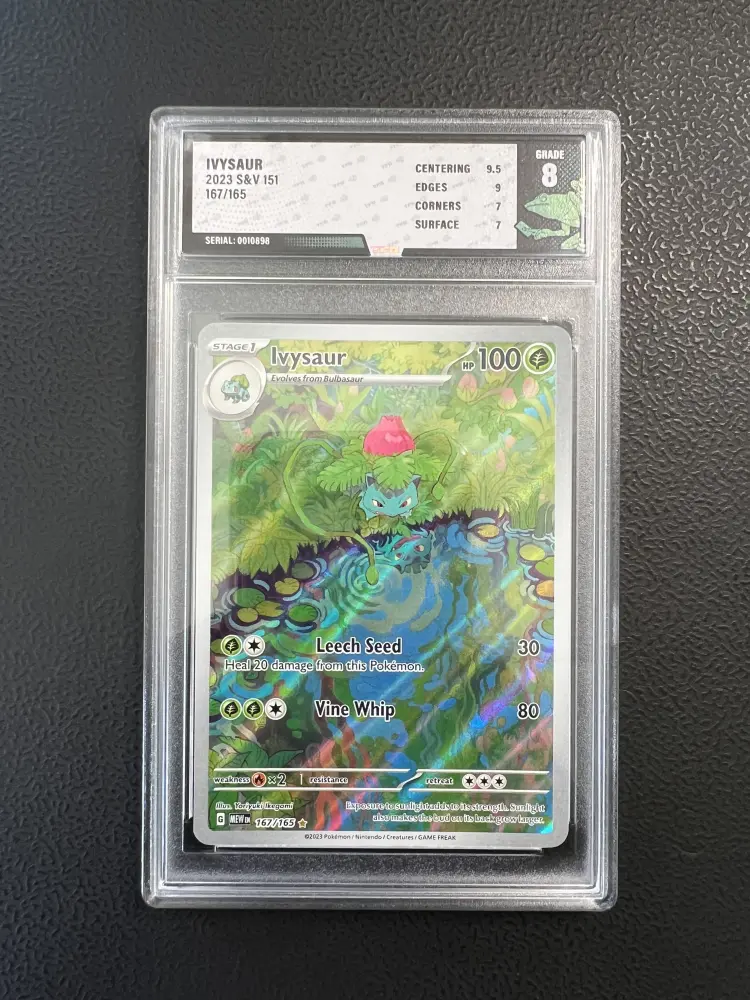 IVYSAUR
2023 S&V 151
167/165
SERIAL: 0010898
CENTERING 9.5
EDGES 9
CORNERS 7
SURFACE 7
GRADE
8
STAGE 1
Ivysaur
HP 100
Evolves from Bulbasaur
Leech Seed 30
Heal 20 damage from this Pokémon.
Vine Whip 80
weakness ×2 resistance retreat
Illus. Yoriyuki Ikegami
Exposure to sunlight adds to its strength. Sunlight
also makes the bud on its back grow larger.
G MEW EN 167/165
©2023 Pokémon / Nintendo / Creatures / GAME FREAK